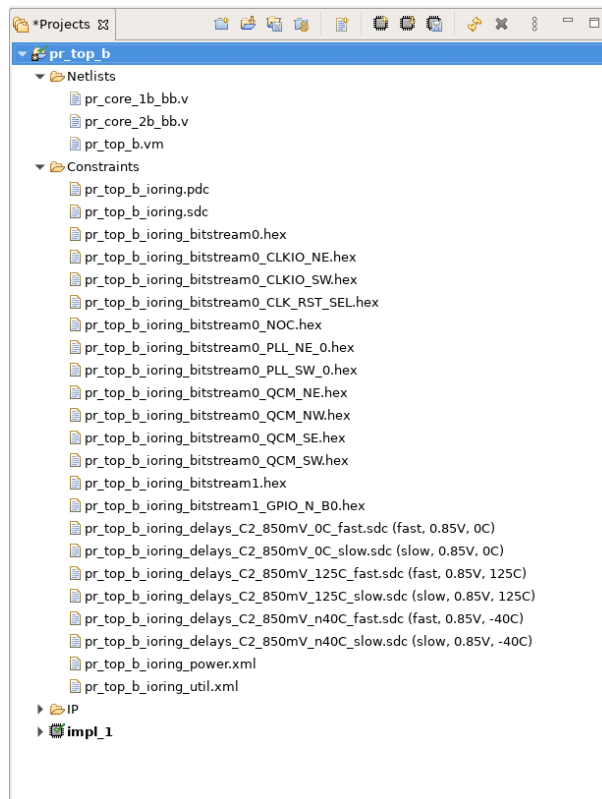 *Projects
pr_top_b
Netlists
pr_core_1b_bb.v
pr_core_2b_bb.v
pr_top_b.vm
Constraints
pr_top_b_ioring.pdc
pr_top_b_ioring.sdc
pr_top_b_ioring_bitstream0.hex
pr_top_b_ioring_bitstream0_CLKIO_NE.hex
pr_top_b_ioring_bitstream0_CLKIO_SW.hex
pr_top_b_ioring_bitstream0_CLK_RST_SEL.hex
pr_top_b_ioring_bitstream0_NOC.hex
pr_top_b_ioring_bitstream0_PLL_NE_0.hex
pr_top_b_ioring_bitstream0_PLL_SW_0.hex
pr_top_b_ioring_bitstream0_QCM_NE.hex
pr_top_b_ioring_bitstream0_QCM_NW.hex
pr_top_b_ioring_bitstream0_QCM_SE.hex
pr_top_b_ioring_bitstream0_QCM_SW.hex
pr_top_b_ioring_bitstream1.hex
pr_top_b_ioring_bitstream1_GPIO_N_B0.hex
pr_top_b_ioring_delays_C2_850mV_0C_fast.sdc (fast, 0.85V, 0C)
pr_top_b_ioring_delays_C2_850mV_0C_slow.sdc (slow, 0.85V, 0C)
pr_top_b_ioring_delays_C2_850mV_125C_fast.sdc (fast, 0.85V, 125C)
pr_top_b_ioring_delays_C2_850mV_125C_slow.sdc (slow, 0.85V, 125C)
pr_top_b_ioring_delays_C2_850mV_n40C_fast.sdc (fast, 0.85V, -40C)
pr_top_b_ioring_delays_C2_850mV_n40C_slow.sdc (slow, 0.85V, -40C)
pr_top_b_ioring_power.xml
pr_top_b_ioring_util.xml
IP
impl_1